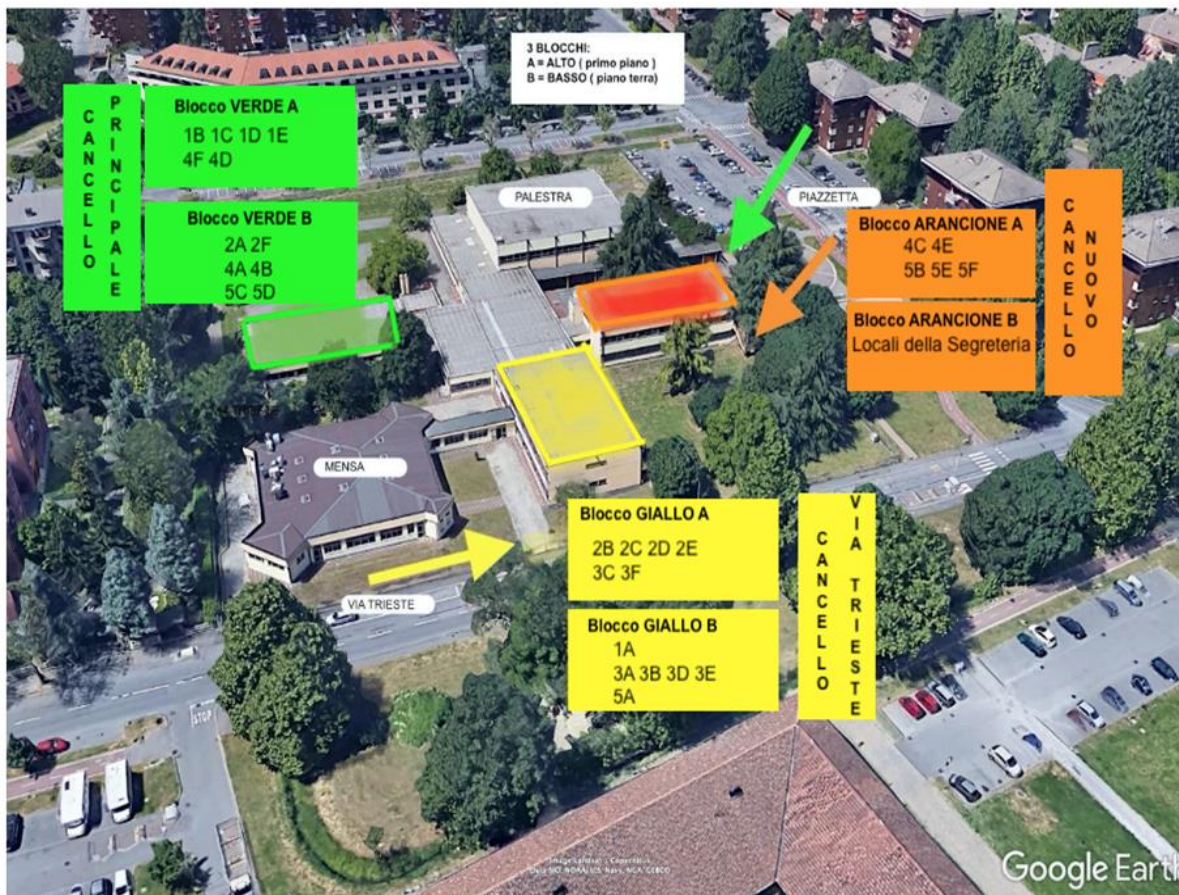 3 BLOCCHI:
A = ALTO ( primo piano )
B = BASSO ( piano terra)
CANCELLO
PRINCIPALE
Blocco VERDE A
1B 1C 1D 1E
4F 4D
Blocco VERDE B
2A 2F
4A 4B
5C 5D
PALESTRA
PIAZZETTA
Blocco ARANCIONE A
4C 4E
5B 5E 5F
Blocco ARANCIONE B
Locali della Segreteria
CANCELLO
NUOVO
MENSA
VIA TRIESTE
Blocco GIALLO A
2B 2C 2D 2E
3C 3F
Blocco GIALLO B
1A
3A 3B 3D 3E
5A
CANCELLO
VIA TRIESTE
STOP
Google Earth